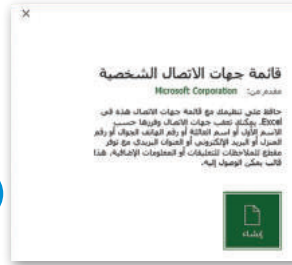 ×
قائمة جهات الاتصال الشخصية
مقدم من: Microsoft Corporation
حافظ على تنظيمك مع قائمة جهات الاتصال هذه في
Excel. يمكنك تعقب جهات الاتصال وفرزها حسب
الاسم الأول أو اسم العائلة أو رقم الهاتف الجوال أو رقم
المنزل أو البريد الإلكتروني أو العنوان البريدي مع توفر
مقطع للملاحظات للتعليقات أو المعلومات الإضافية. هذا
قالب يمكن الوصول إليه.
إنشاء